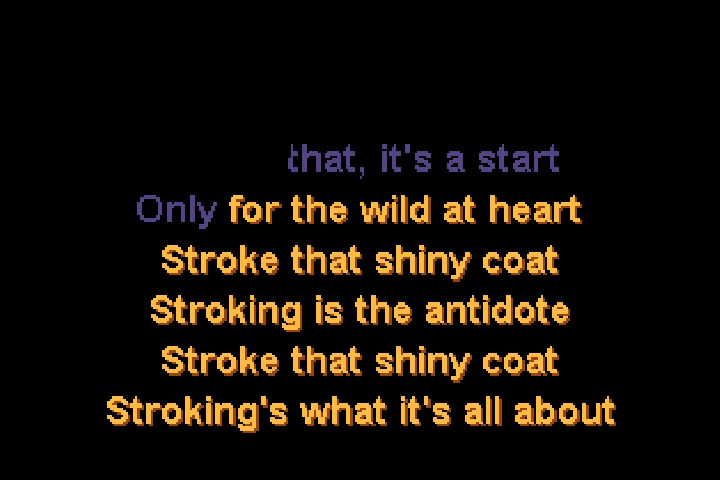 that, it's a start
Only for the wild at heart
Stroke that shiny coat
Stroking is the antidote
Stroke that shiny coat
Stroking's what it's all about